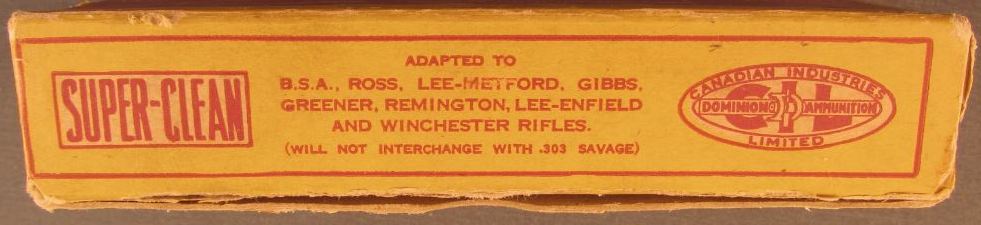 SUPER-CLEAN
ADAPTED TO
B.S.A., ROSS, LEE-METFORD, GIBBS,
GREENER, REMINGTON, LEE-ENFIELD
AND WINCHESTER RIFLES.
(WILL NOT INTERCHANGE WITH .303 SAVAGE)
CANADIAN INDUSTRIES
DOMINION AMMUNITION
LIMITED